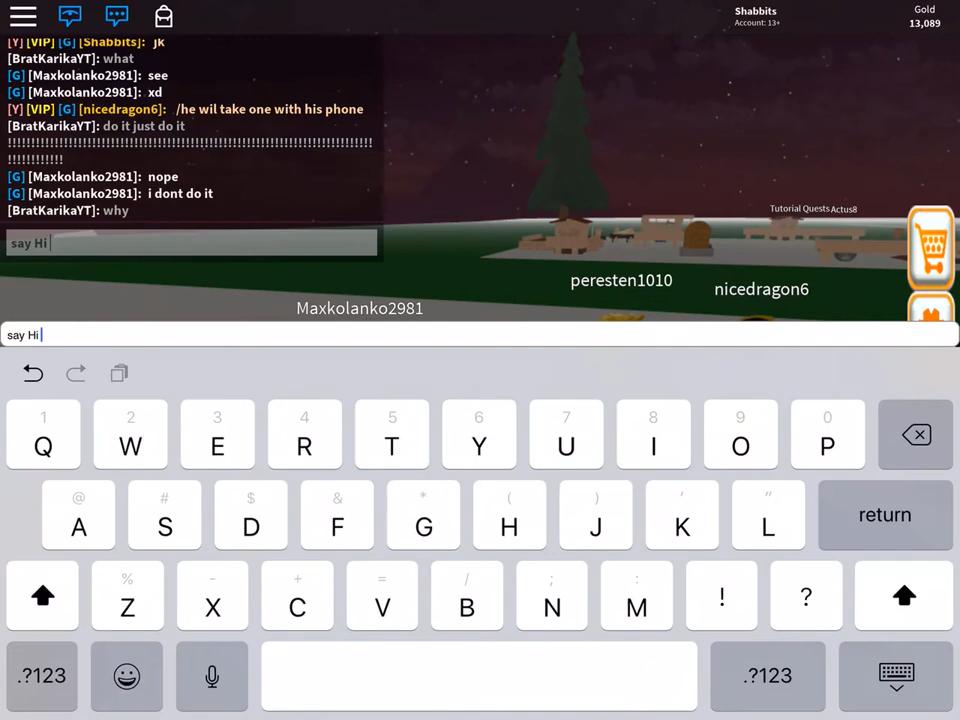 Shabbits
Account: 13+
Gold
13,089
[Y] [VIP] [G] [Shabbits]: jk
[BratKarikaYT]: what
[G] [Maxkolanko2981]: see
[G] [Maxkolanko2981]: xd
[Y] [VIP] [G] [nicedragon6]: /he wil take one with his phone
[BratKarikaYT]: do it just do it
!!!!!!!!!!!!!!!!!!!!!!!!!!!!!!!!!!!!!!!!!!!!!!!!!!!!!!!!!!!!!!!!!!!!!!!!!
!!!!!!!!!!!!
[G] [Maxkolanko2981]: nope
[G] [Maxkolanko2981]: i dont do it
[BratKarikaYT]: why
say Hi
Tutorial Quests Actus8
peresten1010
nicedragon6
Maxkolanko2981
say Hi
1 2 3 4 5 6 7 8 9 0
Q W E R T Y U I O P
@ # $ & * ( ) ' "
A S D F G H J K L return
% - + = / ; :
Z X C V B N M ! ?
.?123 .?123